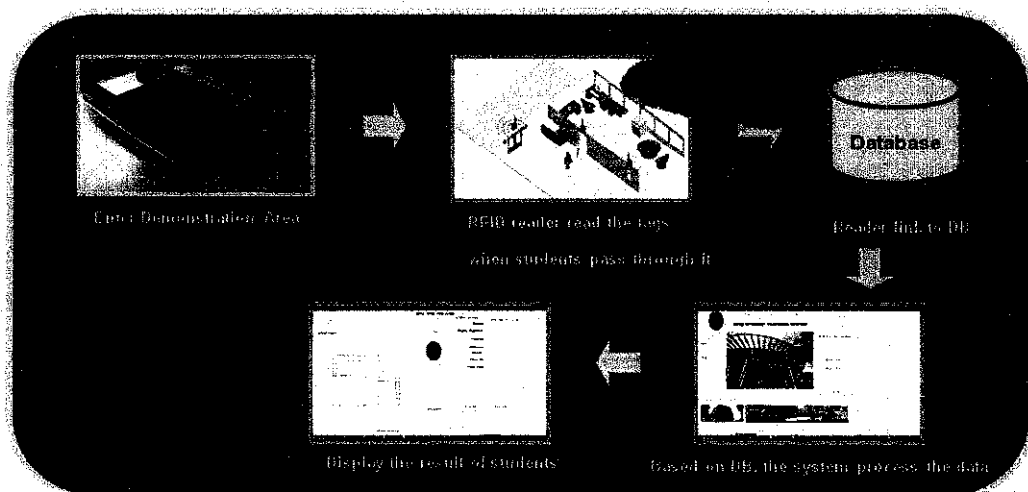 Enter Demonstration Area
RFID reader read the tags
when students pass through it
Database
Reader link to DB
Display the result of students'
Based on DB, the system process the data